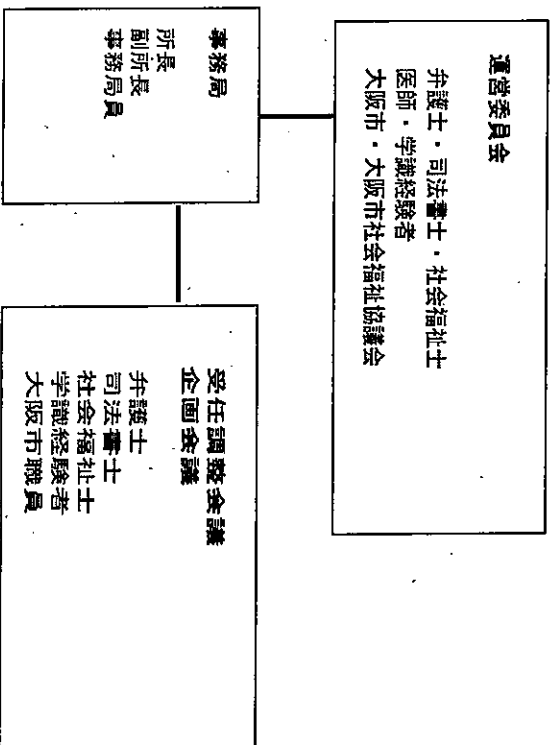 運営委員会
弁護士・司法書士・社会福祉士
医師・学識経験者
大阪市・大阪市社会福祉協議会
事務局
所長
副所長
事務局員
受任調整会議
企画会議
弁護士
司法書士
社会福祉士
学識経験者
大阪市職員